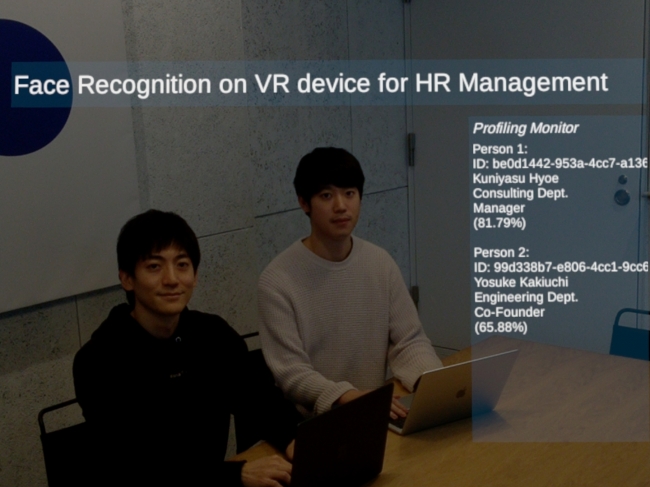 Face Recognition on VR device for HR Management
Profiling Monitor
Person 1:
ID: be0d1442-953a-4cc7-a136
Kuniyasu Hyoe
Consulting Dept.
Manager
(81.79%)
Person 2:
ID: 99d338b7-e806-4cc1-9cc6
Yosuke Kakiuchi
Engineering Dept.
Co-Founder
(65.88%)